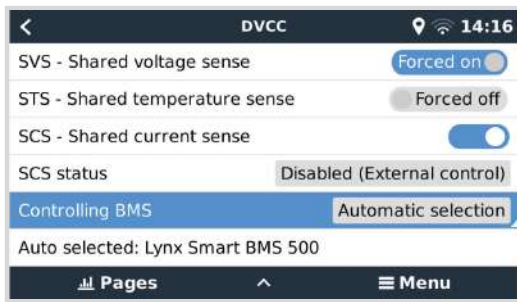 DVCC 14:16
SVS - Shared voltage sense Forced on
STS - Shared temperature sense Forced off
SCS - Shared current sense
SCS status Disabled (External control)
Controlling BMS Automatic selection
Auto selected: Lynx Smart BMS 500
Pages Menu